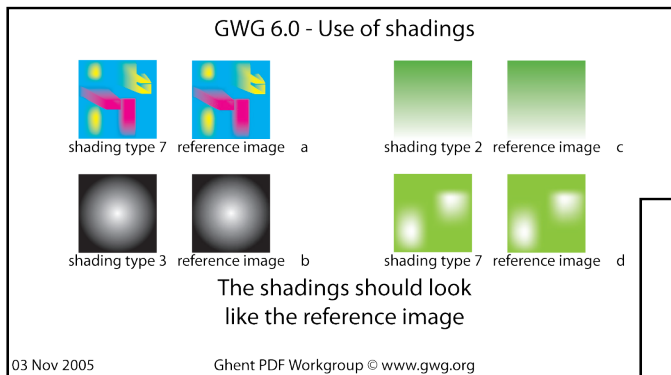 GWG 6.0 - Use of shadings
shading type 7 reference image a
shading type 2 reference image c
shading type 3 reference image b
shading type 7 reference image d
The shadings should look
like the reference image
03 Nov 2005 Ghent PDF Workgroup © www.gwg.org